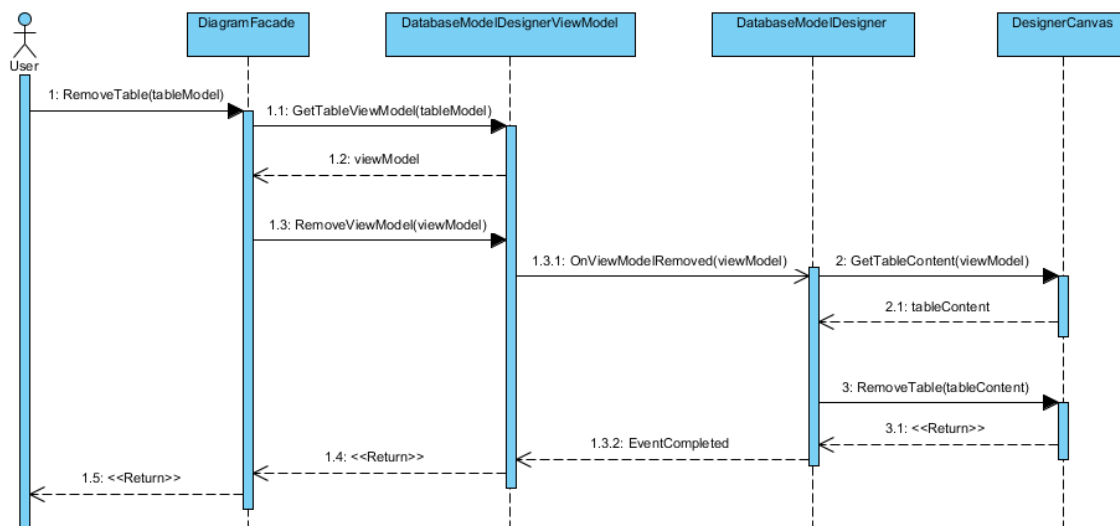 DiagramFacade
DatabaseModelDesignerViewModel
DatabaseModelDesigner
DesignerCanvas
User
1: RemoveTable(tableModel)
1.1: GetTableViewModel(tableModel)
1.2: viewModel
1.3: RemoveViewModel(viewModel)
1.3.1: OnViewModelRemoved(viewModel)
2: GetTableContent(viewModel)
2.1: tableContent
3: RemoveTable(tableContent)
3.1: <<Return>>
1.3.2: EventCompleted
1.4: <<Return>>
1.5: <<Return>>